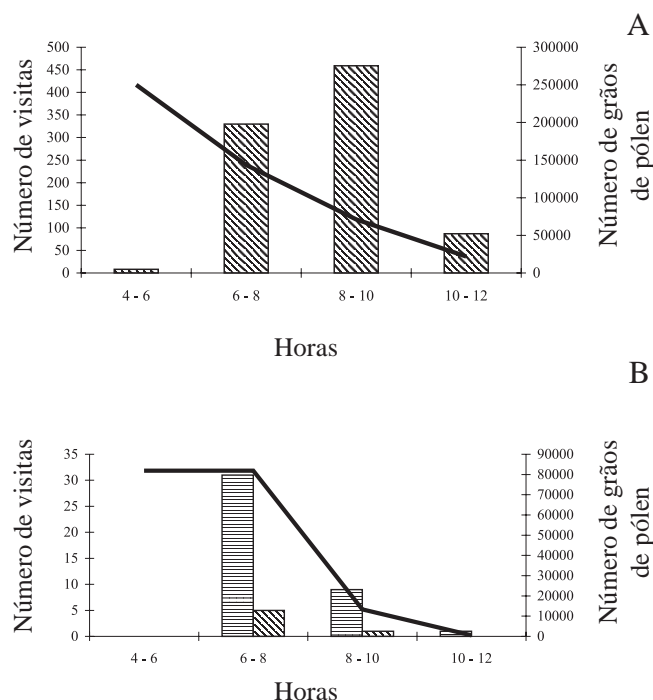 A
Número de visitas
500
450
400
350
300
250
200
150
100
50
0
300000
250000
200000
150000
100000
50000
0
Número de grãos
de pólen
4 - 6
6 - 8
8 - 10
10 - 12
Horas
B
Número de visitas
35
30
25
20
15
10
5
0
90000
80000
70000
60000
50000
40000
30000
20000
10000
0
Número de grãos
de pólen
4 - 6
6 - 8
8 - 10
10 - 12
Horas